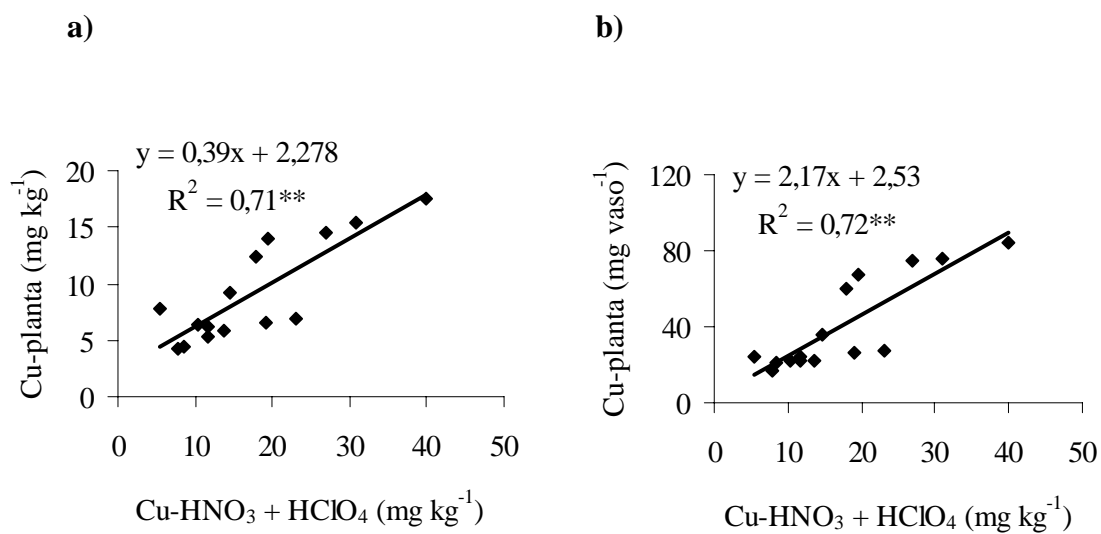 a)
y = 0,39x + 2,278
R² = 0,71**
Cu-planta (mg kg⁻¹)
20
15
10
5
0
0 10 20 30 40 50
Cu-HNO₃ + HClO₄ (mg kg⁻¹)
b)
y = 2,17x + 2,53
R² = 0,72**
Cu-planta (mg vaso⁻¹)
120
80
40
0
0 10 20 30 40 50
Cu-HNO₃ + HClO₄ (mg kg⁻¹)